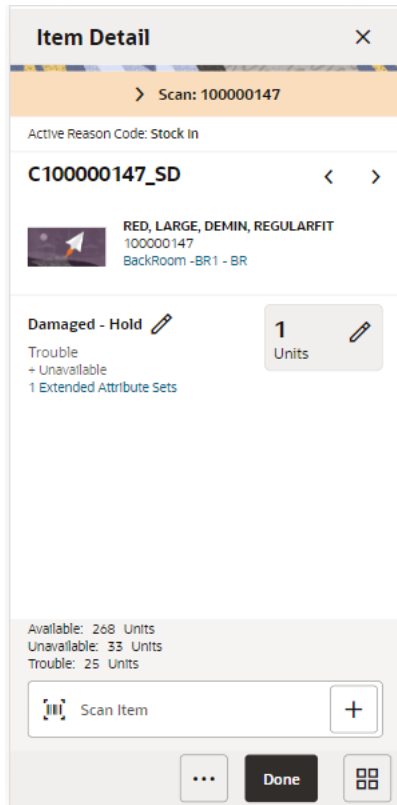 Item Detail
Scan: 100000147
Active Reason Code: Stock In
C100000147_SD
RED, LARGE, DEMIN, REGULARFIT
100000147
BackRoom -BR1 - BR
Damaged - Hold
1
Units
Trouble
+ Unavailable
1 Extended Attribute Sets
Available: 268 Units
Unavailable: 33 Units
Trouble: 25 Units
Scan Item
Done